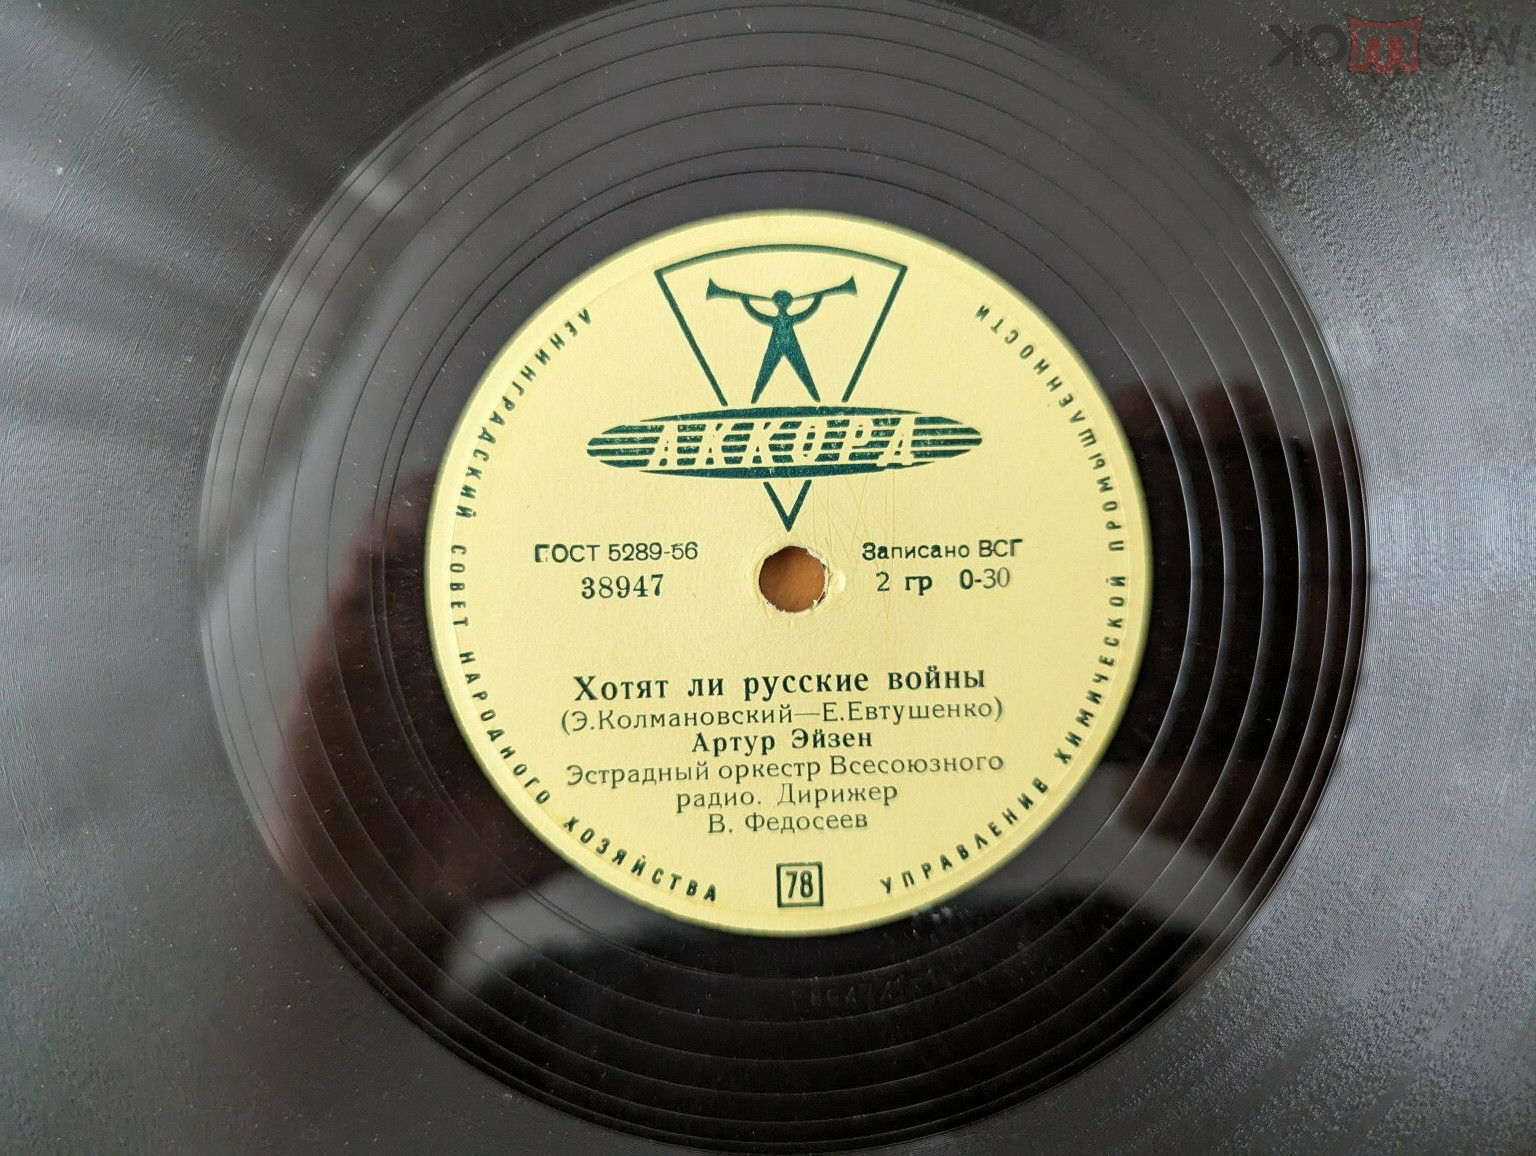 мешок
АККОРД
ЛЕНИНГРАДСКИЙ СОВЕТ НАРОДНОГО ХОЗЯЙСТВА
УПРАВЛЕНИЕ ХИМИЧЕСКОЙ ПРОМЫШЛЕННОСТИ
ГОСТ 5289-56
38947
Записано ВСГ
2 гр 0-30
Хотят ли русские войны
(Э.Колмановский—Е.Евтушенко)
Артур Эйзен
Эстрадный оркестр Всесоюзного
радио. Дирижер
В. Федосеев
78